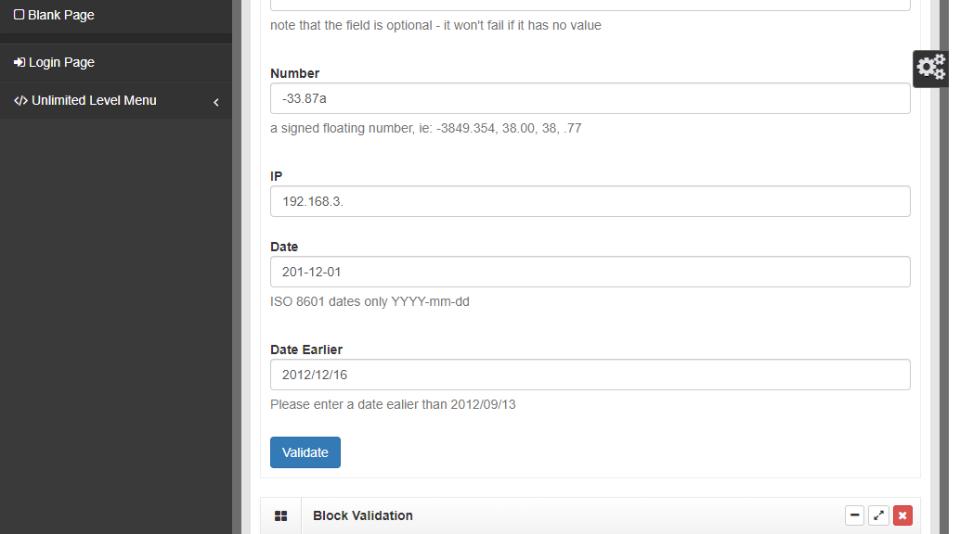 Blank Page
Login Page
</> Unlimited Level Menu
note that the field is optional - it won't fail if it has no value
Number
-33.87a
a signed floating number, ie: -3849.354, 38.00, 38, .77
IP
192.168.3.
Date
201-12-01
ISO 8601 dates only YYYY-mm-dd
Date Earlier
2012/12/16
Please enter a date ealier than 2012/09/13
Validate
Block Validation